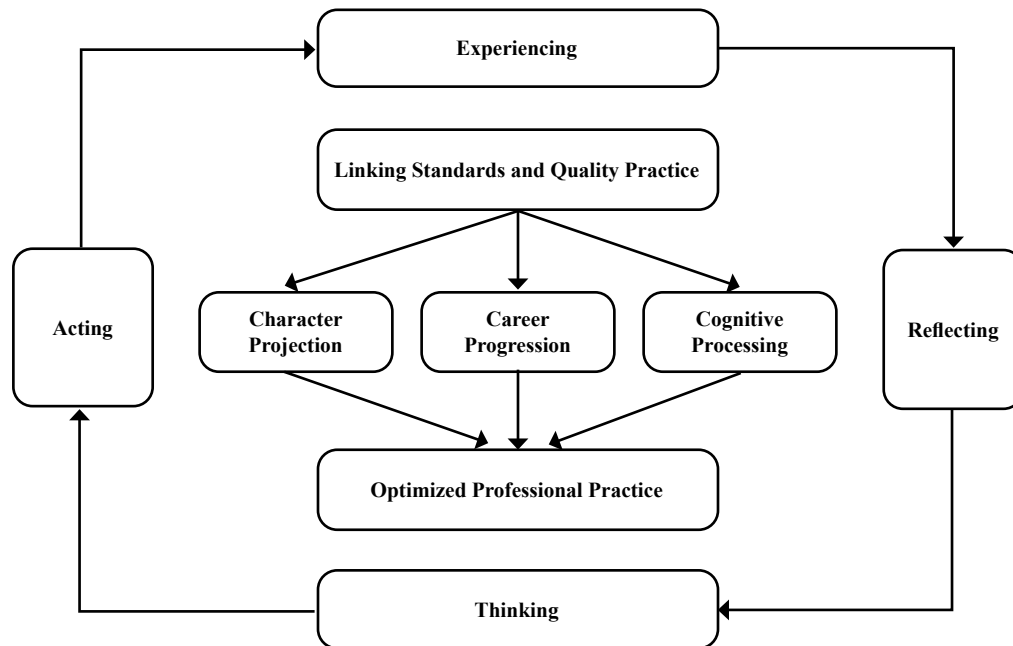 Experiencing
Linking Standards and Quality Practice
Acting
Character
Projection
Career
Progression
Cognitive
Processing
Reflecting
Optimized Professional Practice
Thinking